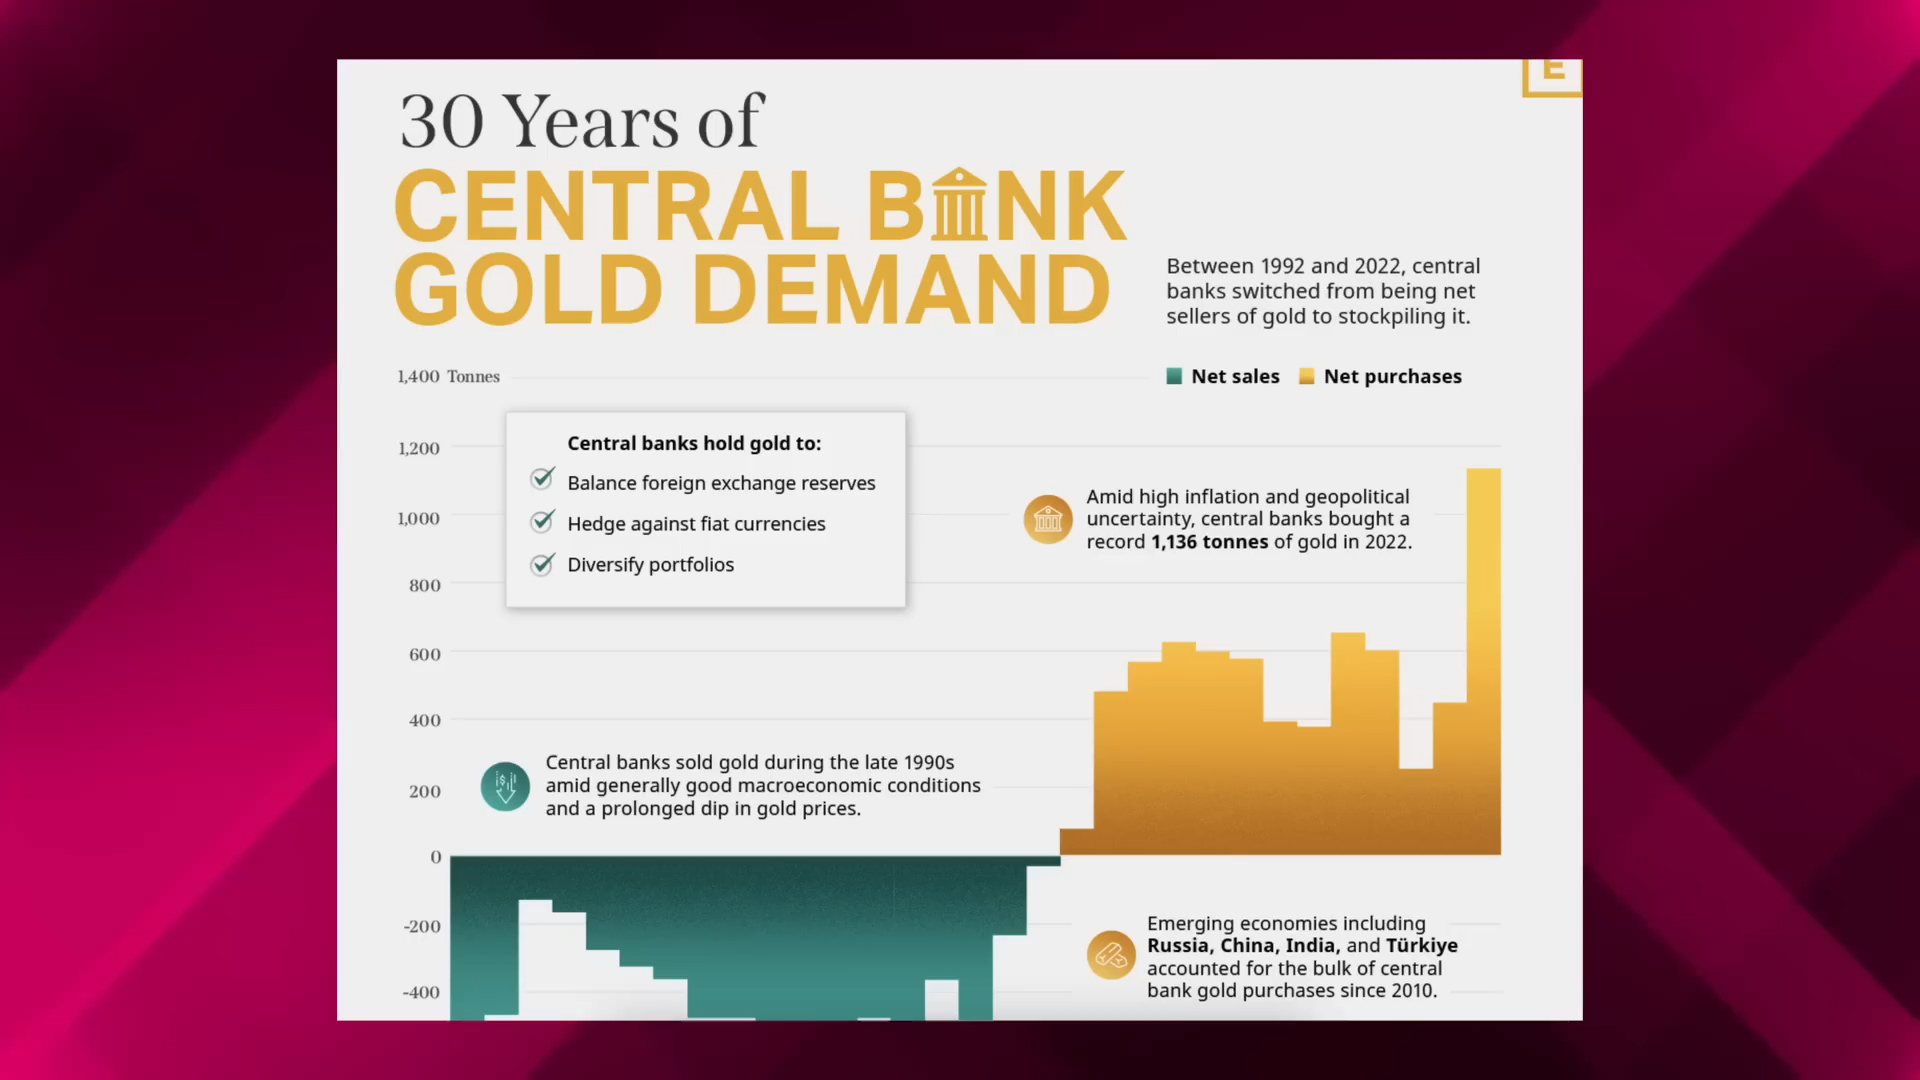 E
30 Years of
CENTRAL BANK
GOLD DEMAND
Between 1992 and 2022, central
banks switched from being net
sellers of gold to stockpiling it.
1,400 Tonnes
Net sales Net purchases
Central banks hold gold to:
Balance foreign exchange reserves
Hedge against fiat currencies
Diversify portfolios
1,200
1,000
800
600
400
200
0
-200
-400
Amid high inflation and geopolitical
uncertainty, central banks bought a
record 1,136 tonnes of gold in 2022.
Central banks sold gold during the late 1990s
amid generally good macroeconomic conditions
and a prolonged dip in gold prices.
Emerging economies including
Russia, China, India, and Türkiye
accounted for the bulk of central
bank gold purchases since 2010.